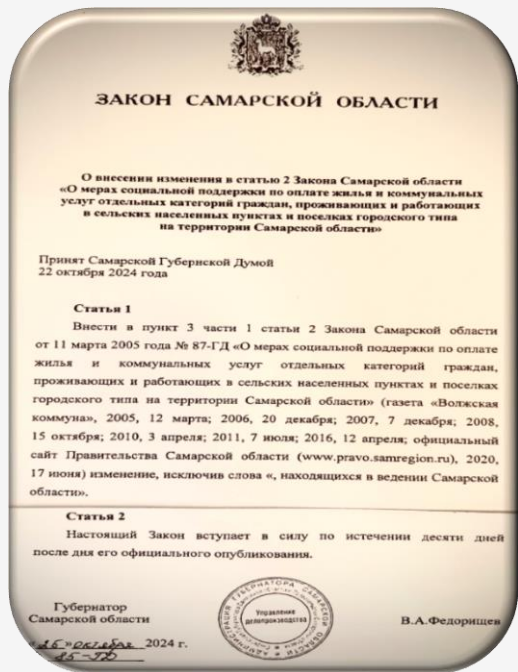 ЗАКОН САМАРСКОЙ ОБЛАСТИ
О внесении изменения в статью 2 Закона Самарской области
«О мерах социальной поддержки по оплате жилья и коммунальных
услуг отдельных категорий граждан, проживающих и работающих
в сельских населенных пунктах и поселках городского типа
на территории Самарской области»
Принят Самарской Губернской Думой
22 октября 2024 года
Статья 1
Внести в пункт 3 части 1 статьи 2 Закона Самарской области
от 11 марта 2005 года № 87-ГД «О мерах социальной поддержки по оплате
жилья и коммунальных услуг отдельных категорий граждан,
проживающих и работающих в сельских населенных пунктах и поселках
городского типа на территории Самарской области» (газета «Волжская
коммуна», 2005, 12 марта; 2006, 20 декабря; 2007, 7 декабря; 2008,
15 октября; 2010, 3 апреля; 2011, 7 июля; 2016, 12 апреля; официальный
сайт Правительства Самарской области (www.pravo.samregion.ru), 2020,
17 июня) изменение, исключив слова «, находящихся в ведении Самарской
области».
Статья 2
Настоящий Закон вступает в силу по истечении десяти дней
после дня его официального опубликования.
Губернатор
Самарской области
В.А.Федорищев
Управление
делопроизводства
«25» октября 2024 г.
85-ГД